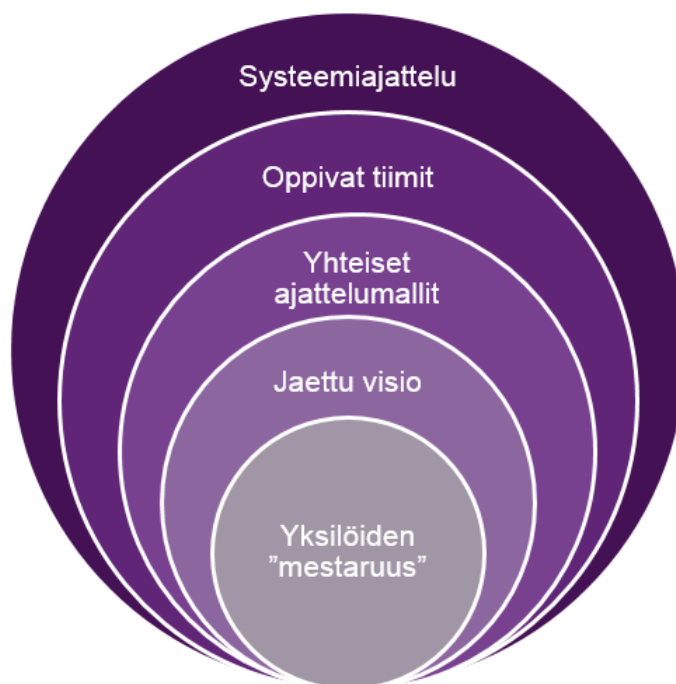 Systeemiajattelu
Oppivat tiimit
Yhteiset
ajattelumallit
Jaettu visio
Yksilöiden
”mestaruus”